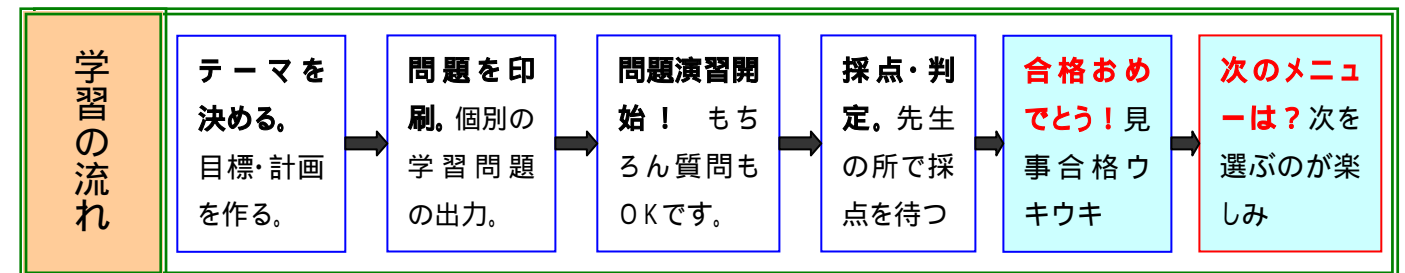 学習の流れ
テーマを
決める。
目標・計画
を作る。
問題を印
刷。個別の
学習問題
の出力。
問題演習開
始！ もち
ろん質問も
ＯＫです。
採点・判
定。先生
の所で採
点を待つ
合格おめ
でとう！見
事合格ウ
キウキ
次のメニュ
ーは？次を
選ぶのが楽
しみ